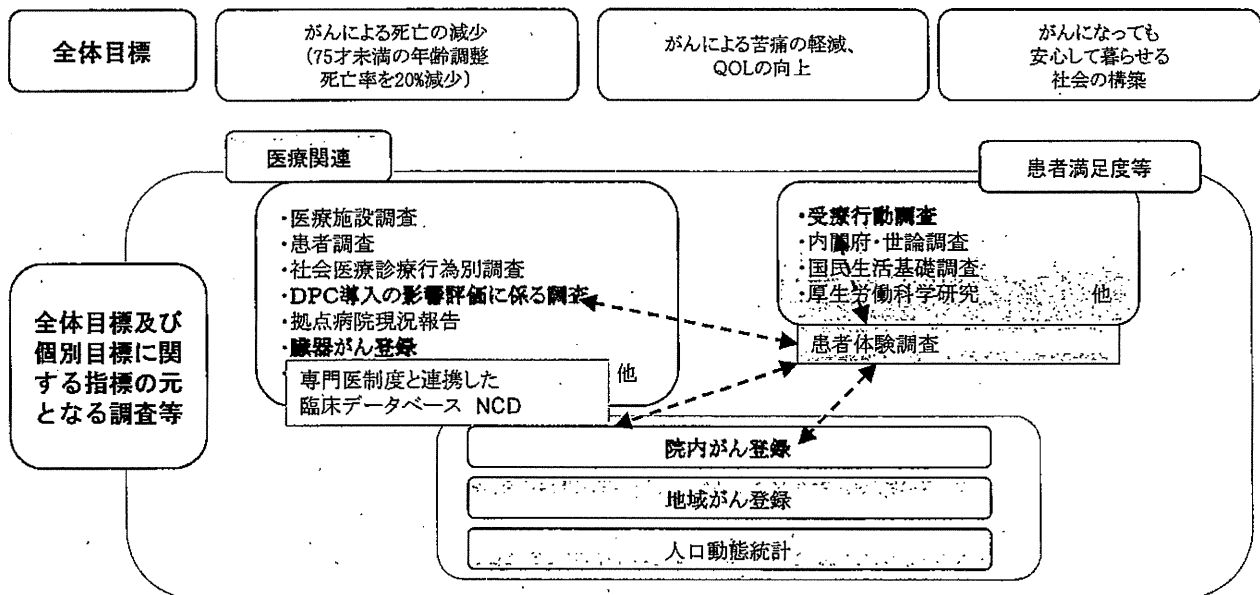 全体目標
がんによる死亡の減少
(75才未満の年齢調整
死亡率を20%減少)
がんによる苦痛の軽減、
QOLの向上
がんになっても
安心して暮らせる
社会の構築
医療関連
・医療施設調査
・患者調査
・社会医療診療行為別調査
・DPC導入の影響評価に係る調査
・拠点病院現況報告
・臓器がん登録
他
専門医制度と連携した
臨床データベース NCD
患者満足度等
・受療行動調査
・内閣府・世論調査
・国民生活基礎調査
・厚生労働科学研究 他
患者体験調査
全体目標及び
個別目標に関
する指標の元
となる調査等
院内がん登録
地域がん登録
人口動態統計